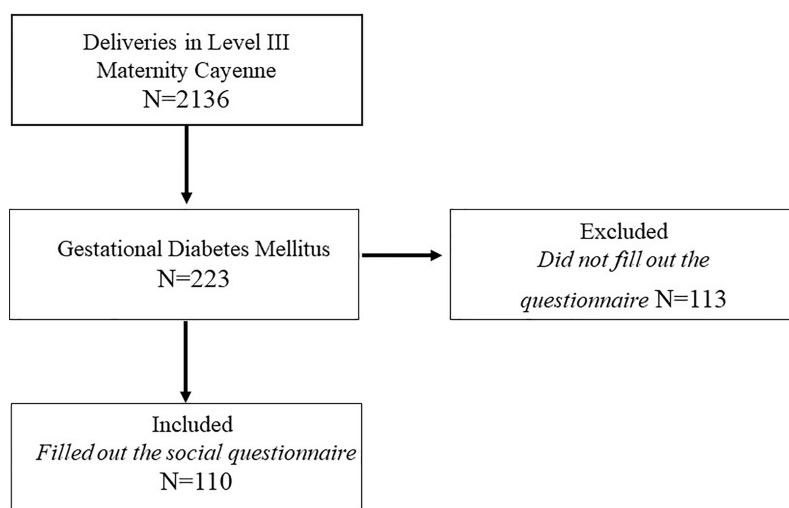 Deliveries in Level III
Maternity Cayenne
N=2136
Gestational Diabetes Mellitus
N=223
Excluded
Did not fill out the
questionnaire N=113
Included
Filled out the social questionnaire
N=110